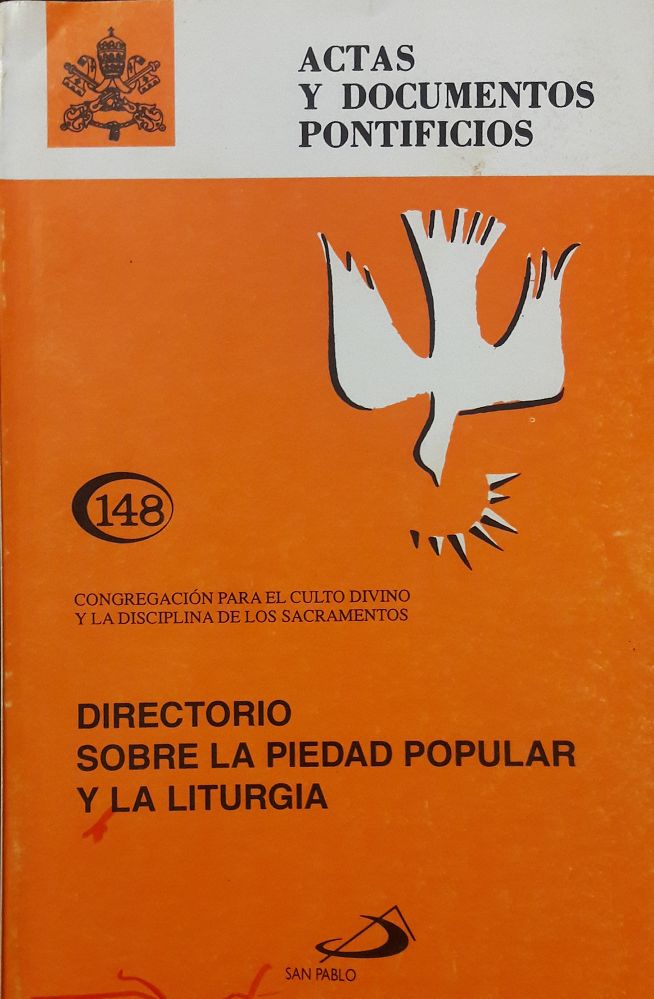 ACTAS
Y DOCUMENTOS
PONTIFICIOS
148
CONGREGACIÓN PARA EL CULTO DIVINO
Y LA DISCIPLINA DE LOS SACRAMENTOS
DIRECTORIO
SOBRE LA PIEDAD POPULAR
Y LA LITURGIA
SAN PABLO